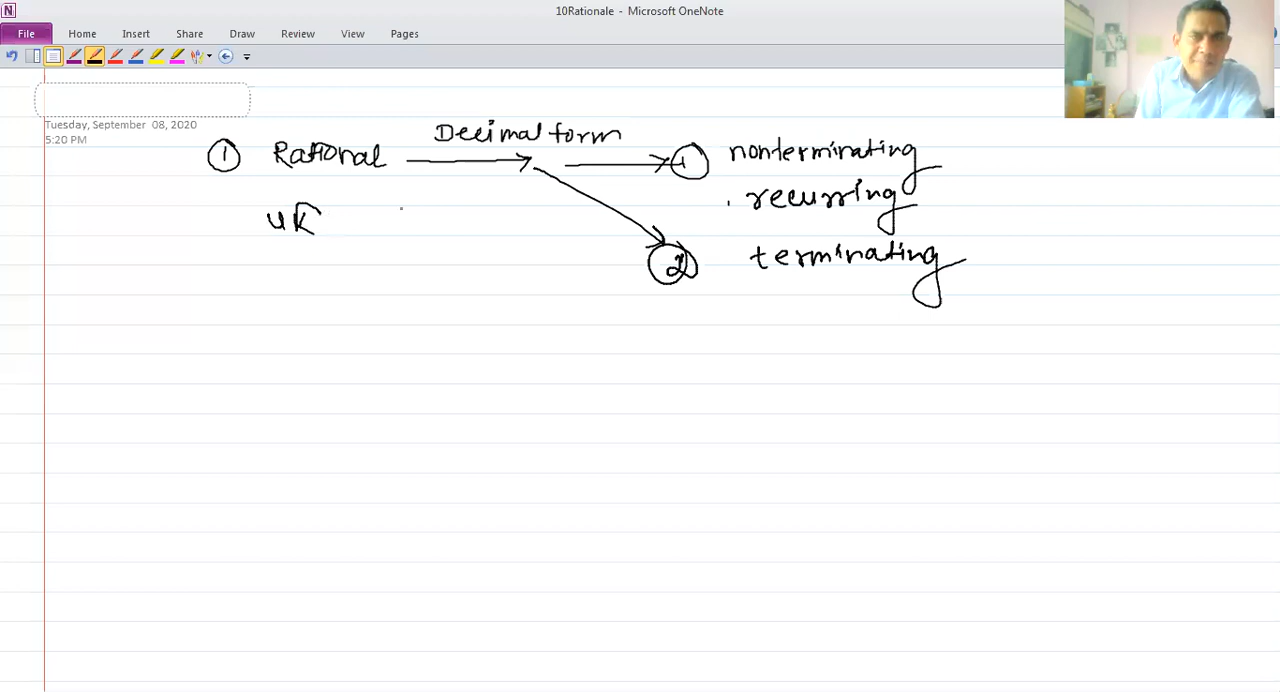 10Rationale - Microsoft OneNote
File Home Insert Share Draw Review View Pages
Tuesday, September 08, 2020
5:20 PM
Decimal form
① Rational
① nonterminating
recurring
② terminating